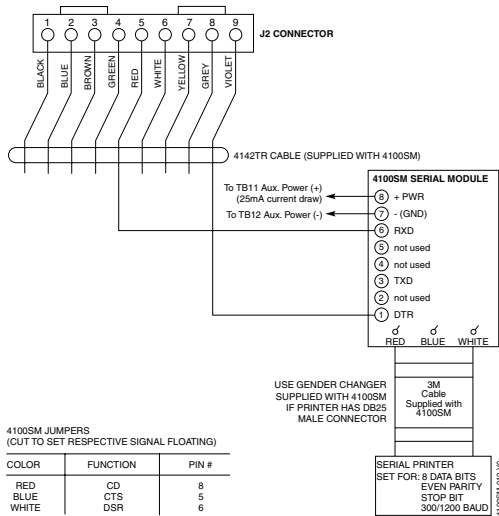 1 2 3 4 5 6 7 8 9
J2 CONNECTOR
BLACK
BLUE
BROWN
GREEN
RED
WHITE
YELLOW
GREY
VIOLET
4142TR CABLE (SUPPLIED WITH 4100SM)
4100SM SERIAL MODULE
To TB11 Aux. Power (+)
(25mA current draw)
8 + PWR
To TB12 Aux. Power (-)
7 - (GND)
6 RXD
5 not used
4 not used
3 TXD
2 not used
1 DTR
RED BLUE WHITE
USE GENDER CHANGER
SUPPLIED WITH 4100SM
IF PRINTER HAS DB25
MALE CONNECTOR
3M
Cable
Supplied with
4100SM
4100SM JUMPERS
(CUT TO SET RESPECTIVE SIGNAL FLOATING)
COLOR FUNCTION PIN #
RED CD 8
BLUE CTS 5
WHITE DSR 6
SERIAL PRINTER
SET FOR: 8 DATA BITS
EVEN PARITY
STOP BIT
300/1200 BAUD